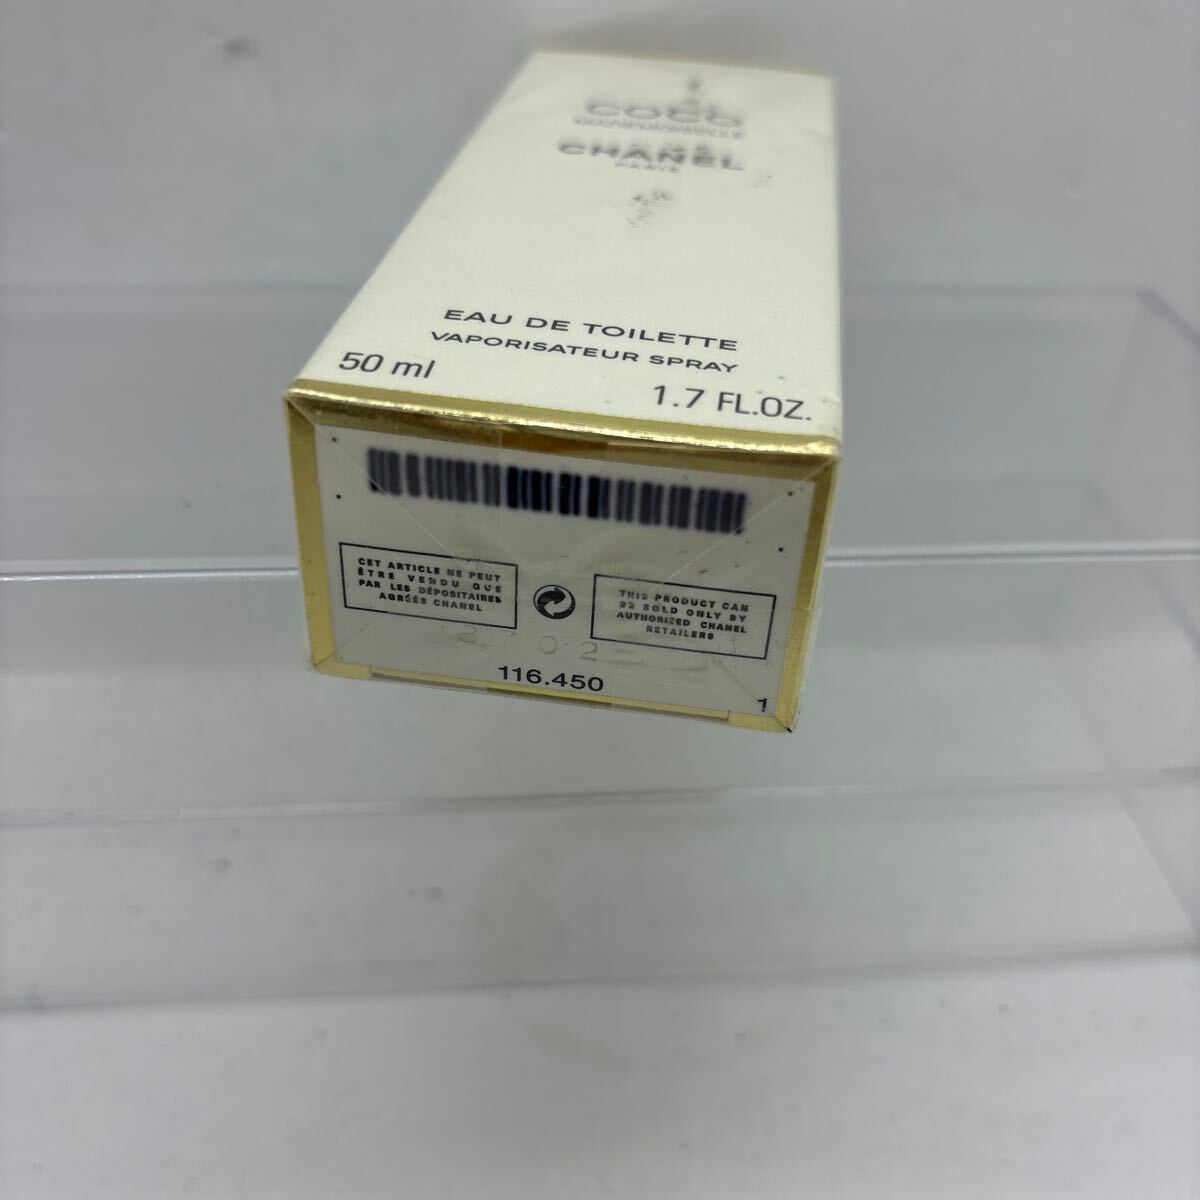 COCO
CHANEL
PARIS
EAU DE TOILETTE
VAPORISATEUR SPRAY
50 ml
1.7 FL.OZ.
CET ARTICLE NE PEUT
ÊTRE VENDU QUE
PAR LES DÉPOSITAIRES
AGRÉÉS CHANEL
THIS PRODUCT CAN
BE SOLD ONLY BY
AUTHORIZED CHANEL
RETAILERS
116.450
1